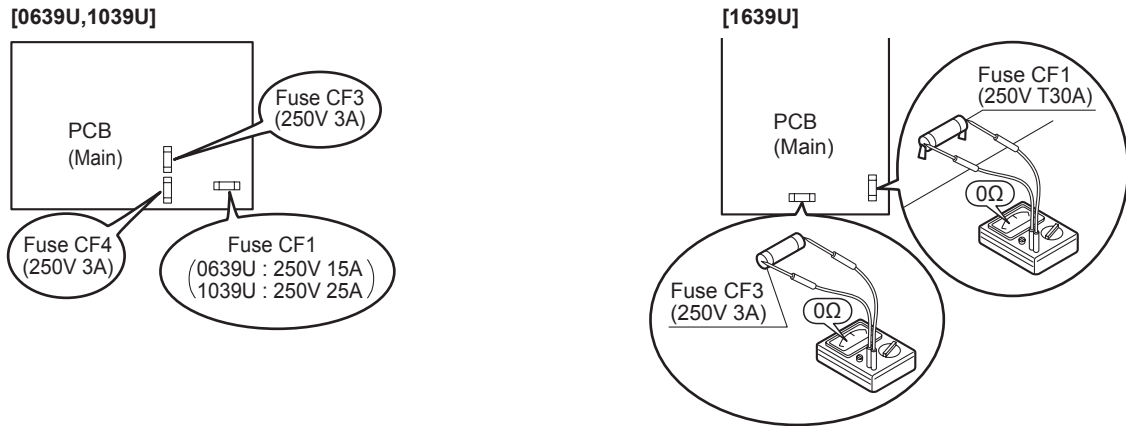 [0639U,1039U]
PCB
(Main)
Fuse CF3
(250V 3A)
Fuse CF4
(250V 3A)
Fuse CF1
(0639U : 250V 15A
1039U : 250V 25A)
[1639U]
PCB
(Main)
Fuse CF1
(250V T30A)
0Ω
Fuse CF3
(250V 3A)
0Ω